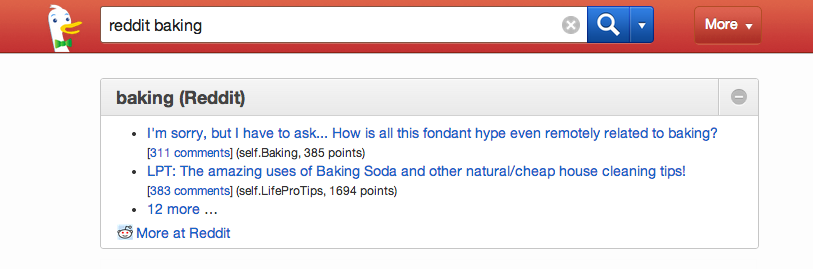 reddit baking
More
baking (Reddit)
I'm sorry, but I have to ask... How is all this fondant hype even remotely related to baking?
[311 comments] (self.Baking, 385 points)
LPT: The amazing uses of Baking Soda and other natural/cheap house cleaning tips!
[383 comments] (self.LifeProTips, 1694 points)
12 more ...
More at Reddit